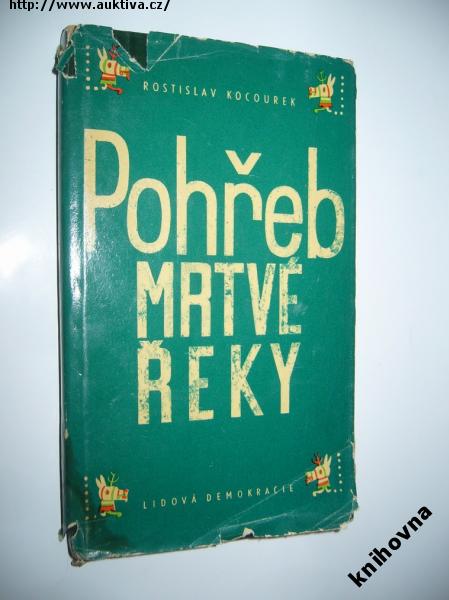 http://www.auktiva.cz/
ROSTISLAV KOCOUREK
Pohřeb
MRTVÉ
ŘEKY
LIDOVÁ DEMOKRACIE
knihovna